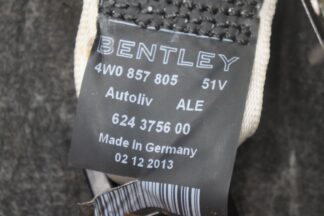 BENTLEY
4W0 857 805 51V
Autoliv ALE
624 3756 00
Made In Germany
02 12 2013